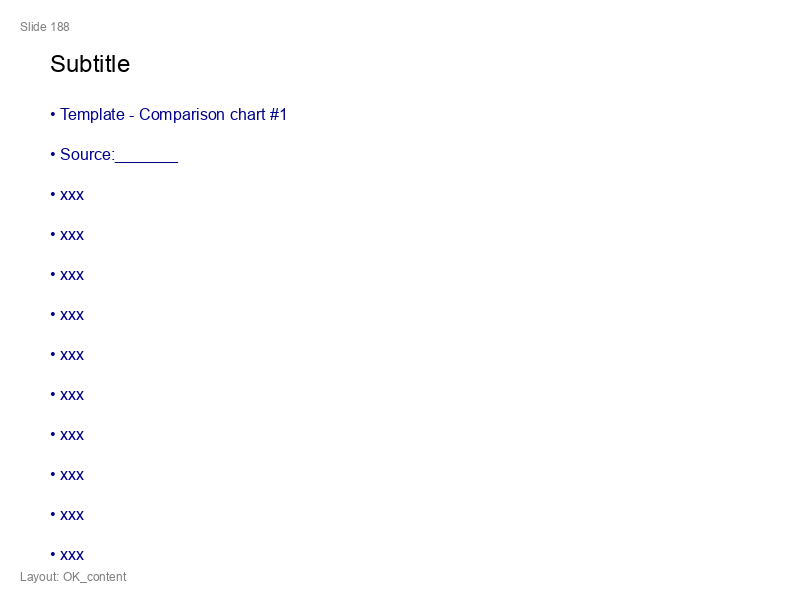 Slide 188
Subtitle
• Template - Comparison chart #1
• Source:_______
• xxx
• xxx
• xxx
• xxx
• xxx
• xxx
• xxx
• xxx
• xxx
• xxx
Layout: OK_content